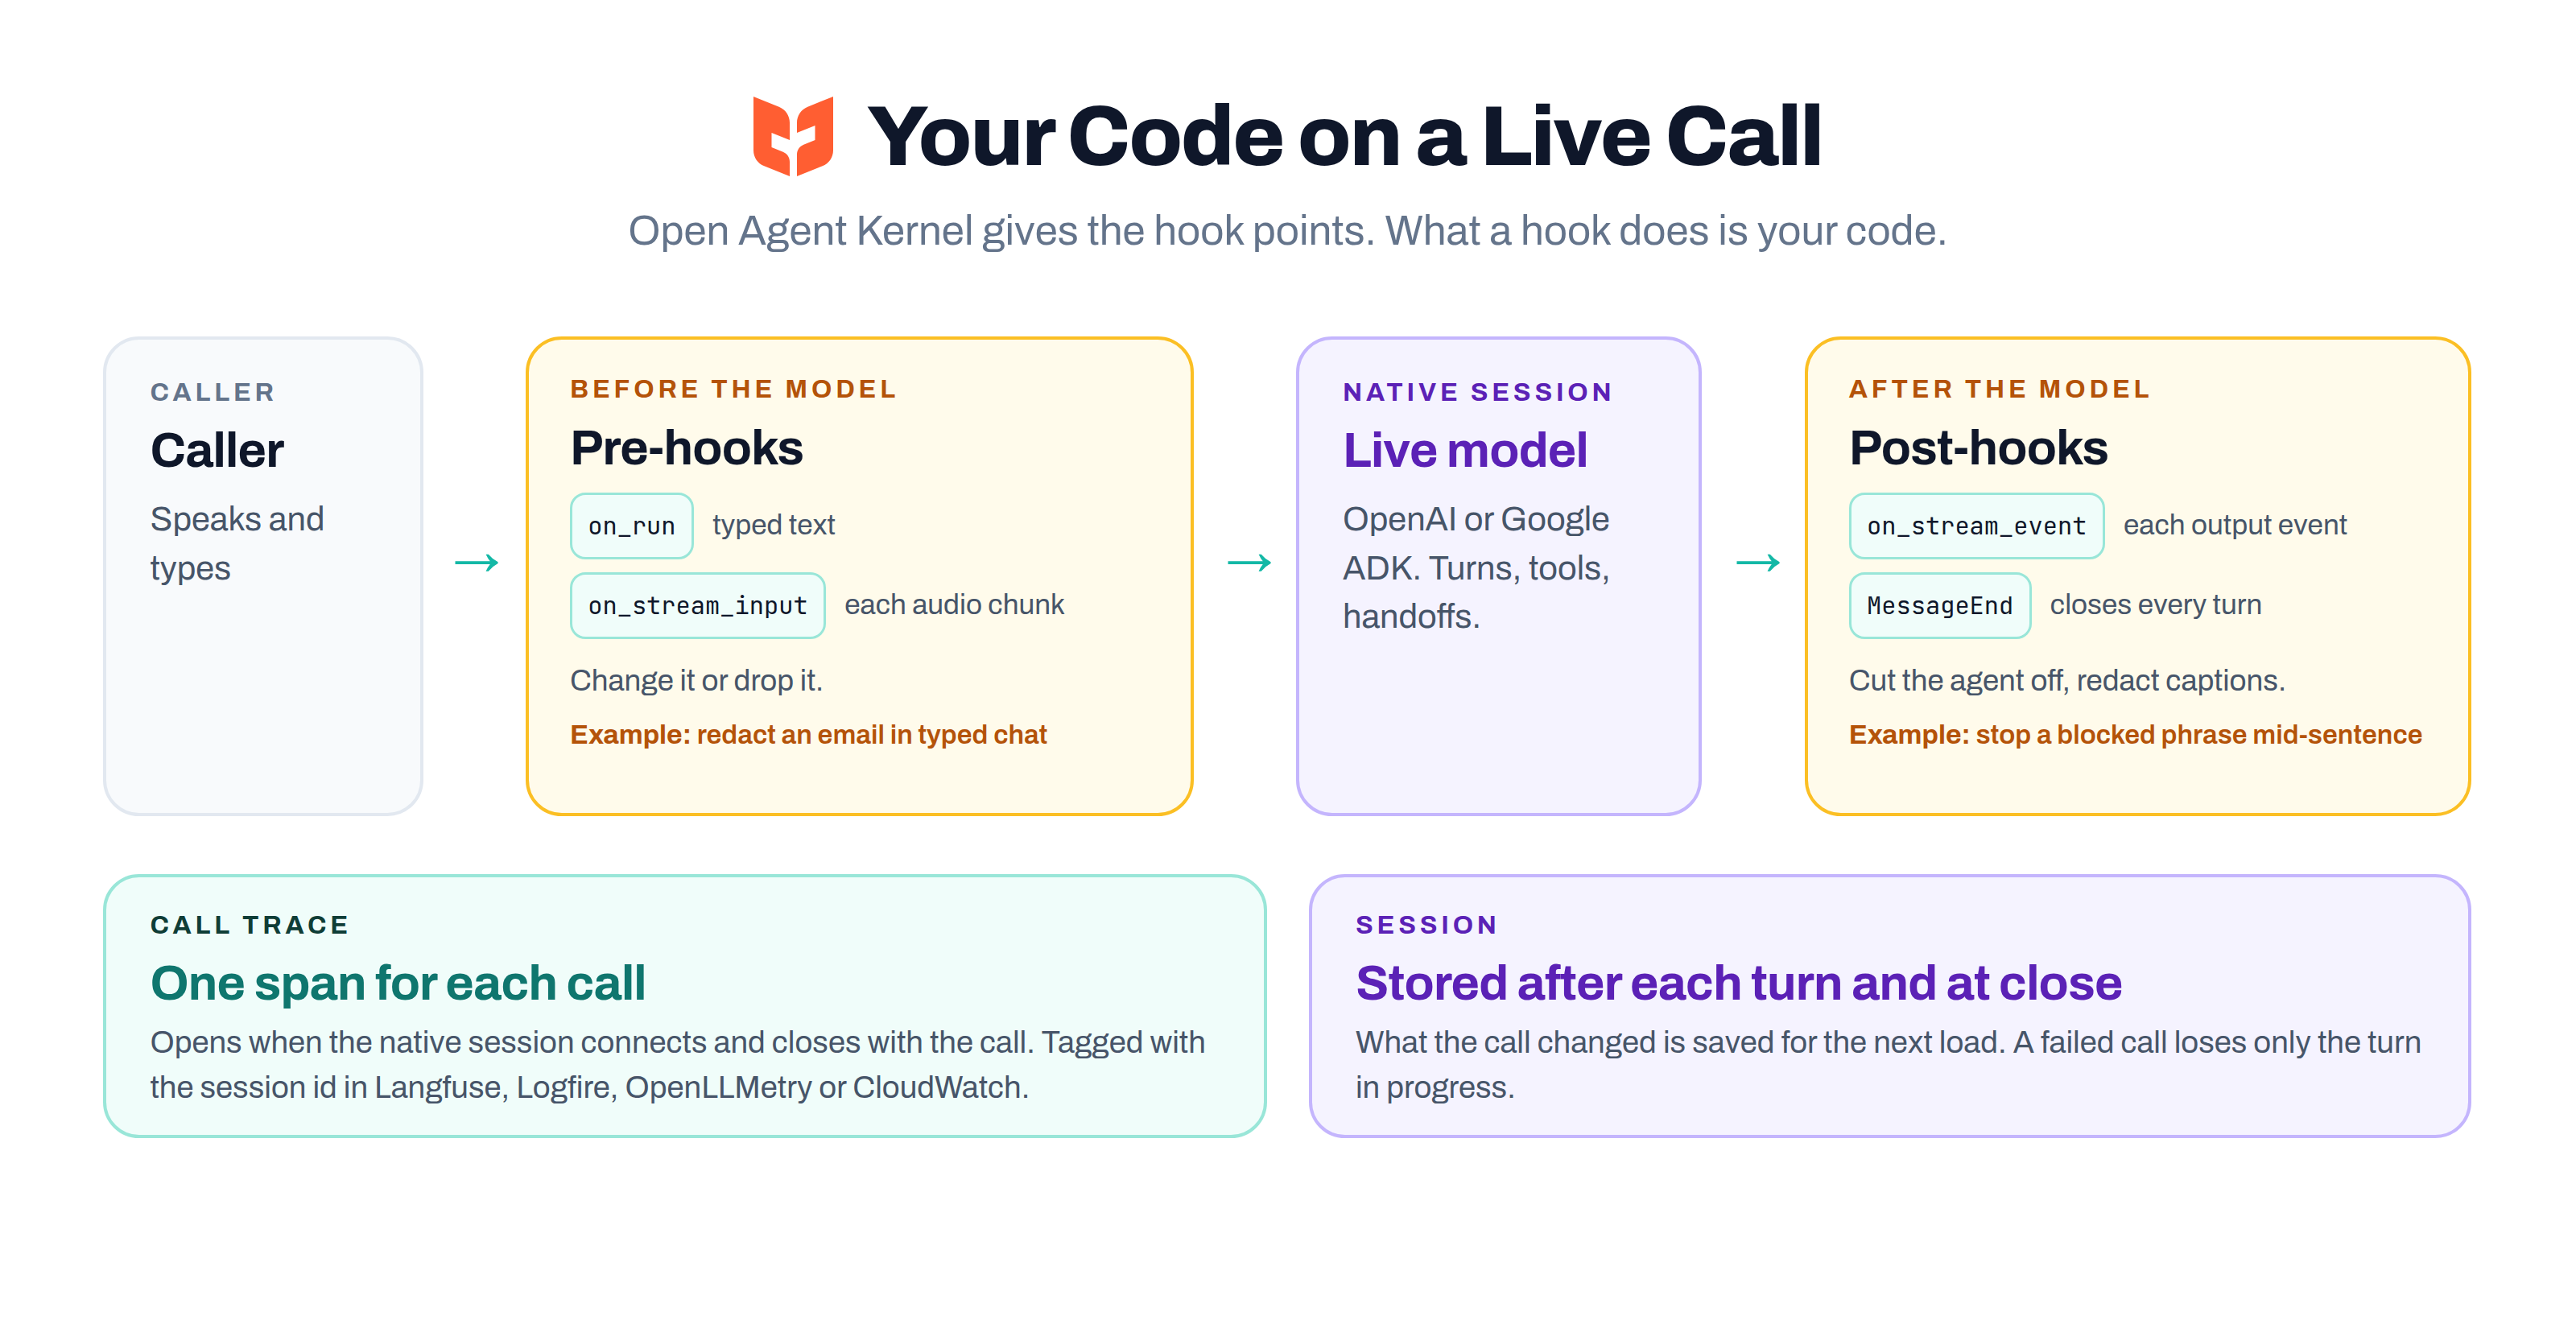 Your Code on a Live Call
Open Agent Kernel gives the hook points. What a hook does is your code.
CALLER
Caller
Speaks and
types
→
BEFORE THE MODEL
Pre-hooks
on_run typed text
on_stream_input each audio chunk
Change it or drop it.
Example: redact an email in typed chat
→
NATIVE SESSION
Live model
OpenAI or Google
ADK. Turns, tools,
handoffs.
→
AFTER THE MODEL
Post-hooks
on_stream_event each output event
MessageEnd closes every turn
Cut the agent off, redact captions.
Example: stop a blocked phrase mid-sentence
CALL TRACE
One span for each call
Opens when the native session connects and closes with the call. Tagged with
the session id in Langfuse, Logfire, OpenLLMetry or CloudWatch.
SESSION
Stored after each turn and at close
What the call changed is saved for the next load. A failed call loses only the turn
in progress.